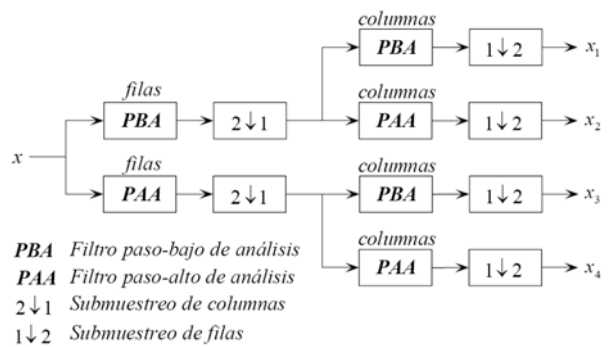 columnas
PBA 1↓2 x₁
filas columnas
PBA 2↓1 PAA 1↓2 x₂
x
filas columnas
PAA 2↓1 PBA 1↓2 x₃
columnas
PAA 1↓2 x₄
PBA Filtro paso-bajo de análisis
PAA Filtro paso-alto de análisis
2↓1 Submuestreo de columnas
1↓2 Submuestreo de filas